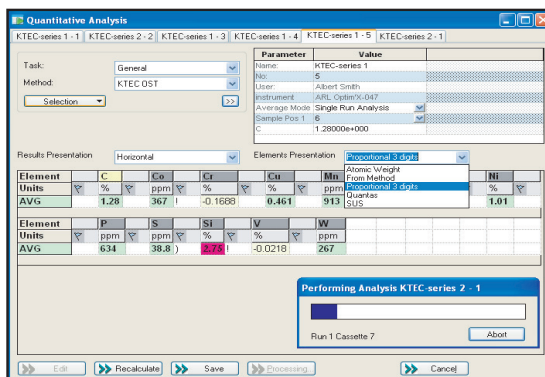 Quantitative Analysis
KTEC-series 1 - 1 KTEC-series 2 - 2 KTEC-series 1 - 3 KTEC-series 1 - 4 KTEC-series 1 - 5 KTEC-series 2 - 1
Task: General
Method: KTEC OST
Selection >>
Parameter Value
Name: KTEC-series 1
No: 5
User: Albert Smith
instrument ARL Optim'X-047
Average Mode Single Run Analysis
Sample Pos 1 6
C 1.28000e+000
Results Presentation Horizontal Elements Presentation Proportional 3 digits
Atomic Weight
From Method
Proportional 3 digits
Quantas
SUS
Element C Co Cr Cu Mn Ni
Units % ppm % % ppm %
AVG 1.28 367 ! -0.1688 0.461 913 1.01
Element P S Si V W
Units ppm ppm % % ppm
AVG 634 38.8 ) 2.75 ! -0.0218 267
Performing Analysis KTEC-series 2 - 1
Run 1 Cassette 7 Abort
Edit Recalculate Save Processing Cancel